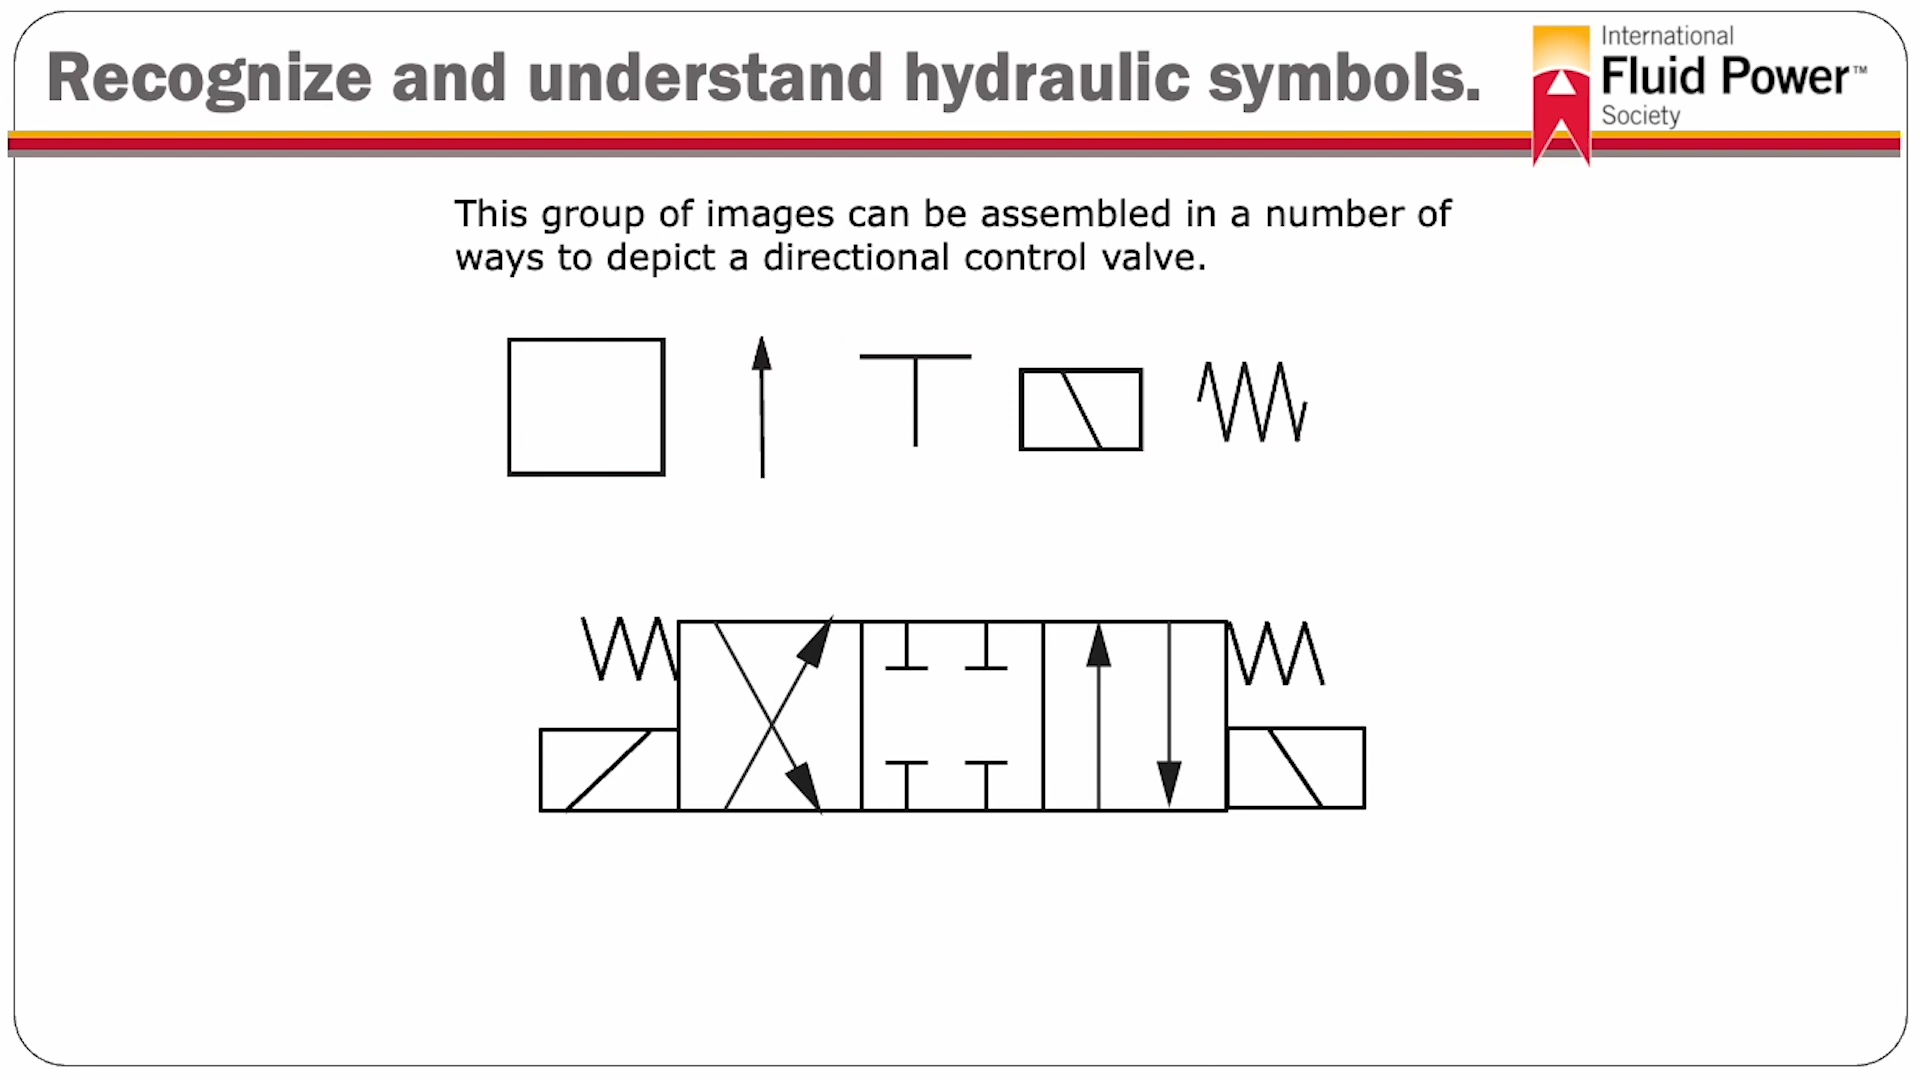 Recognize and understand hydraulic symbols.
International
Fluid Power™
Society
This group of images can be assembled in a number of
ways to depict a directional control valve.